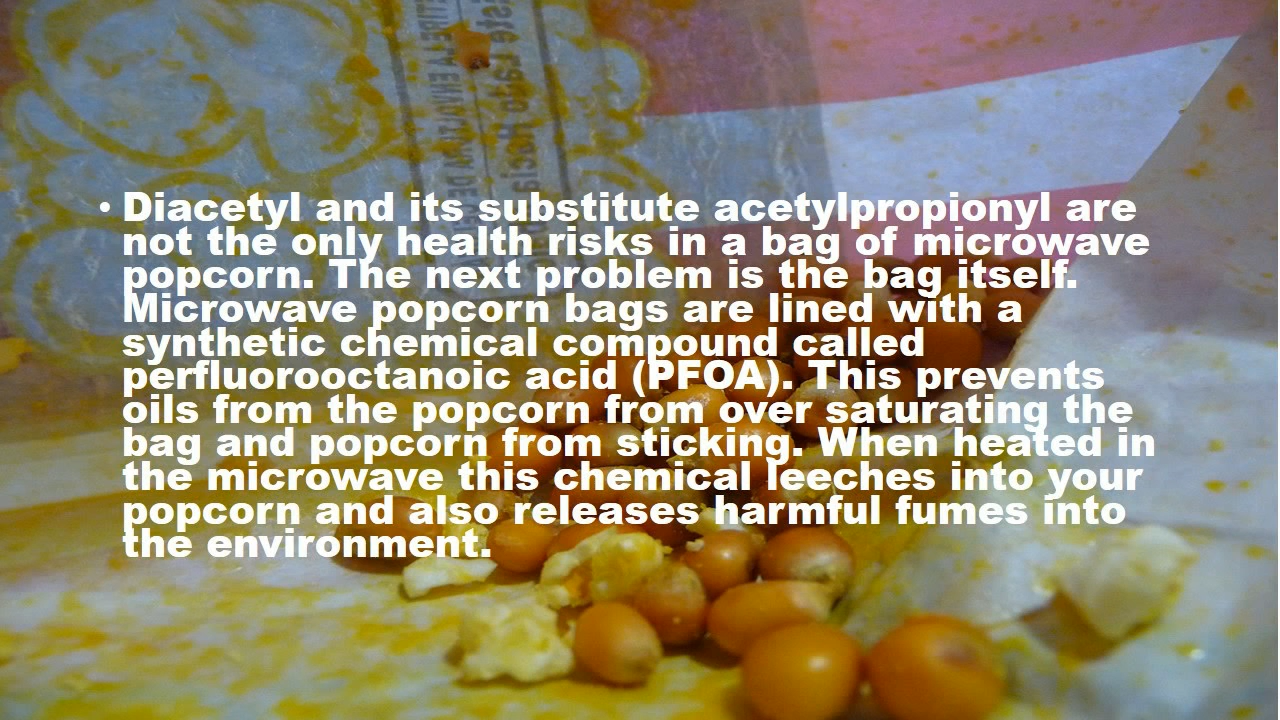 • Diacetyl and its substitute acetylpropionyl are
not the only health risks in a bag of microwave
popcorn. The next problem is the bag itself.
Microwave popcorn bags are lined with a
synthetic chemical compound called
perfluorooctanoic acid (PFOA). This prevents
oils from the popcorn from over saturating the
bag and popcorn from sticking. When heated in
the microwave this chemical leeches into your
popcorn and also releases harmful fumes into
the environment.